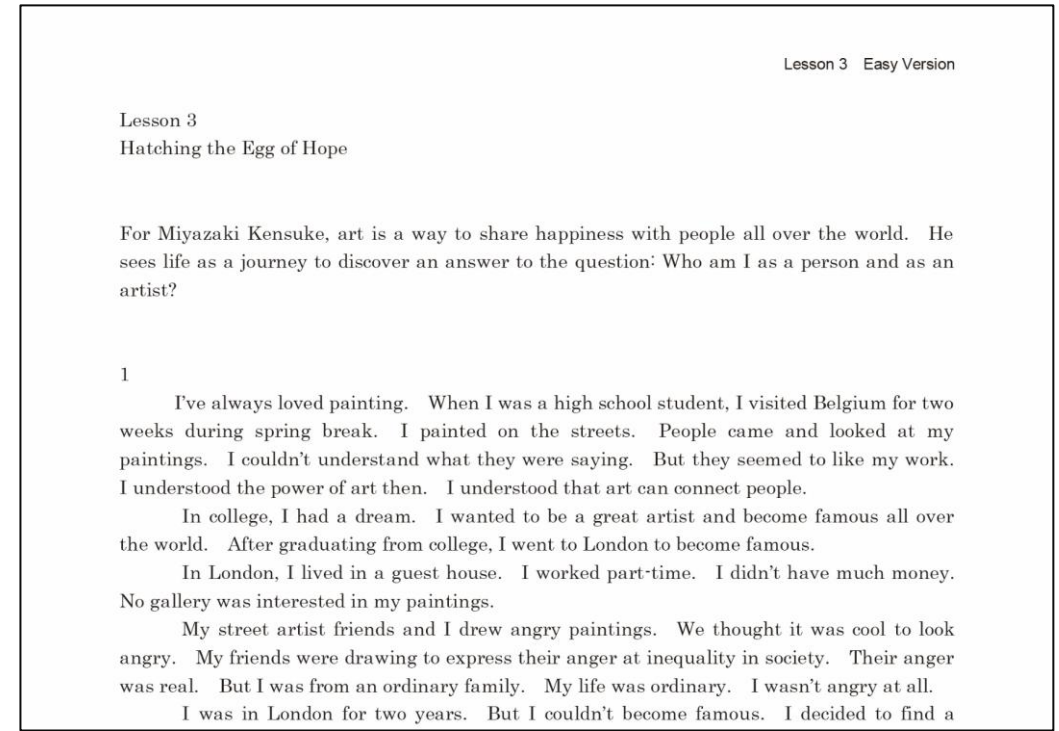 Lesson 3 Easy Version
Lesson 3
Hatching the Egg of Hope
For Miyazaki Kensuke, art is a way to share happiness with people all over the world. He
sees life as a journey to discover an answer to the question: Who am I as a person and as an
artist?
1
I've always loved painting. When I was a high school student, I visited Belgium for two
weeks during spring break. I painted on the streets. People came and looked at my
paintings. I couldn't understand what they were saying. But they seemed to like my work.
I understood the power of art then. I understood that art can connect people.
In college, I had a dream. I wanted to be a great artist and become famous all over
the world. After graduating from college, I went to London to become famous.
In London, I lived in a guest house. I worked part-time. I didn't have much money.
No gallery was interested in my paintings.
My street artist friends and I drew angry paintings. We thought it was cool to look
angry. My friends were drawing to express their anger at inequality in society. Their anger
was real. But I was from an ordinary family. My life was ordinary. I wasn't angry at all.
I was in London for two years. But I couldn't become famous. I decided to find a